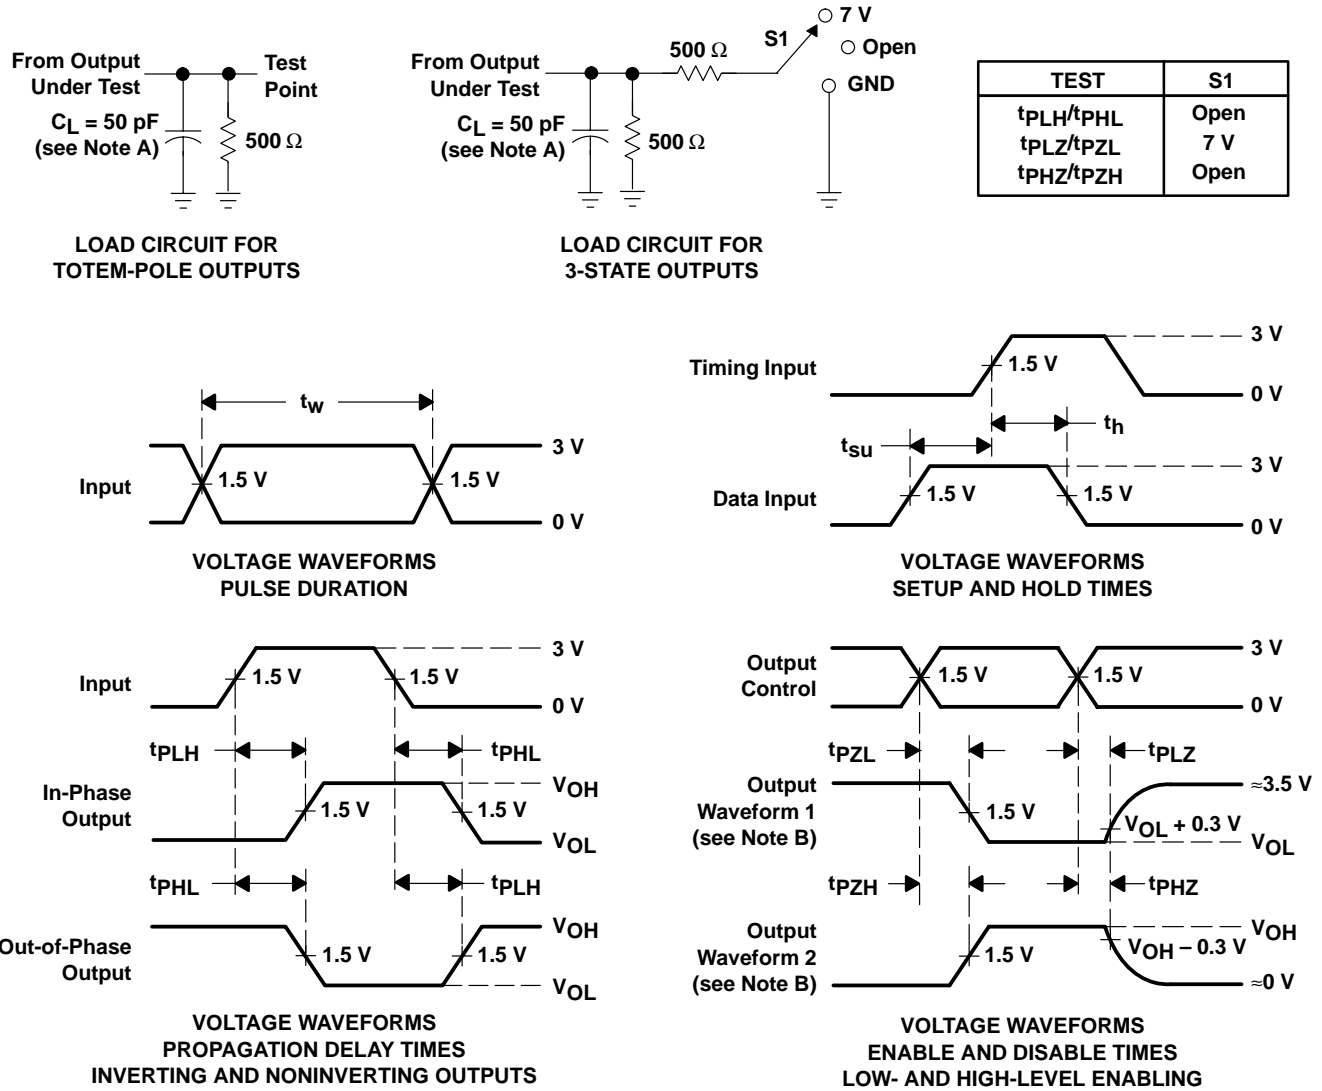 From Output
Under Test
Test
Point
CL = 50 pF
(see Note A)
500 Ω
LOAD CIRCUIT FOR
TOTEM-POLE OUTPUTS
From Output
Under Test
500 Ω
S1
7 V
Open
GND
CL = 50 pF
(see Note A)
500 Ω
LOAD CIRCUIT FOR
3-STATE OUTPUTS
TEST S1
tPLH/tPHL Open
tPLZ/tPZL 7 V
tPHZ/tPZH Open
tw
Input
1.5 V
1.5 V
3 V
0 V
VOLTAGE WAVEFORMS
PULSE DURATION
Timing Input
1.5 V
3 V
0 V
tsu
th
Data Input
1.5 V
1.5 V
3 V
0 V
VOLTAGE WAVEFORMS
SETUP AND HOLD TIMES
Input
1.5 V
1.5 V
3 V
0 V
tPLH
tPHL
In-Phase
Output
1.5 V
1.5 V
VOH
VOL
tPHL
tPLH
Out-of-Phase
Output
1.5 V
1.5 V
VOH
VOL
VOLTAGE WAVEFORMS
PROPAGATION DELAY TIMES
INVERTING AND NONINVERTING OUTPUTS
Output
Control
1.5 V
1.5 V
3 V
0 V
tPZL
tPLZ
Output
Waveform 1
(see Note B)
1.5 V
VOL + 0.3 V
≈3.5 V
VOL
tPZH
tPHZ
Output
Waveform 2
(see Note B)
1.5 V
VOH − 0.3 V
VOH
≈0 V
VOLTAGE WAVEFORMS
ENABLE AND DISABLE TIMES
LOW- AND HIGH-LEVEL ENABLING